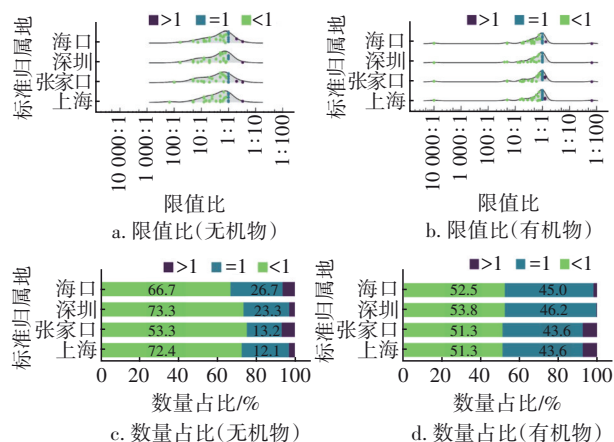 ■>1 ■=1 ■<1
■>1 ■=1 ■<1
标准归属地
海口
深圳
张家口
上海
10 000:1
1 000:1
100:1
10:1
1:1
1:10
1:100
限值比
a. 限值比(无机物)
标准归属地
海口
深圳
张家口
上海
10 000:1
1 000:1
100:1
10:1
1:1
1:10
1:100
限值比
b. 限值比(有机物)
■>1 ■=1 ■<1
标准归属地
海口 66.7 26.7
深圳 73.3 23.3
张家口 53.3 13.2
上海 72.4 12.1
0 20 40 60 80 100
数量占比/%
c. 数量占比(无机物)
■>1 ■=1 ■<1
标准归属地
海口 52.5 45.0
深圳 53.8 46.2
张家口 51.3 43.6
上海 51.3 43.6
0 20 40 60 80 100
数量占比/%
d. 数量占比(有机物)